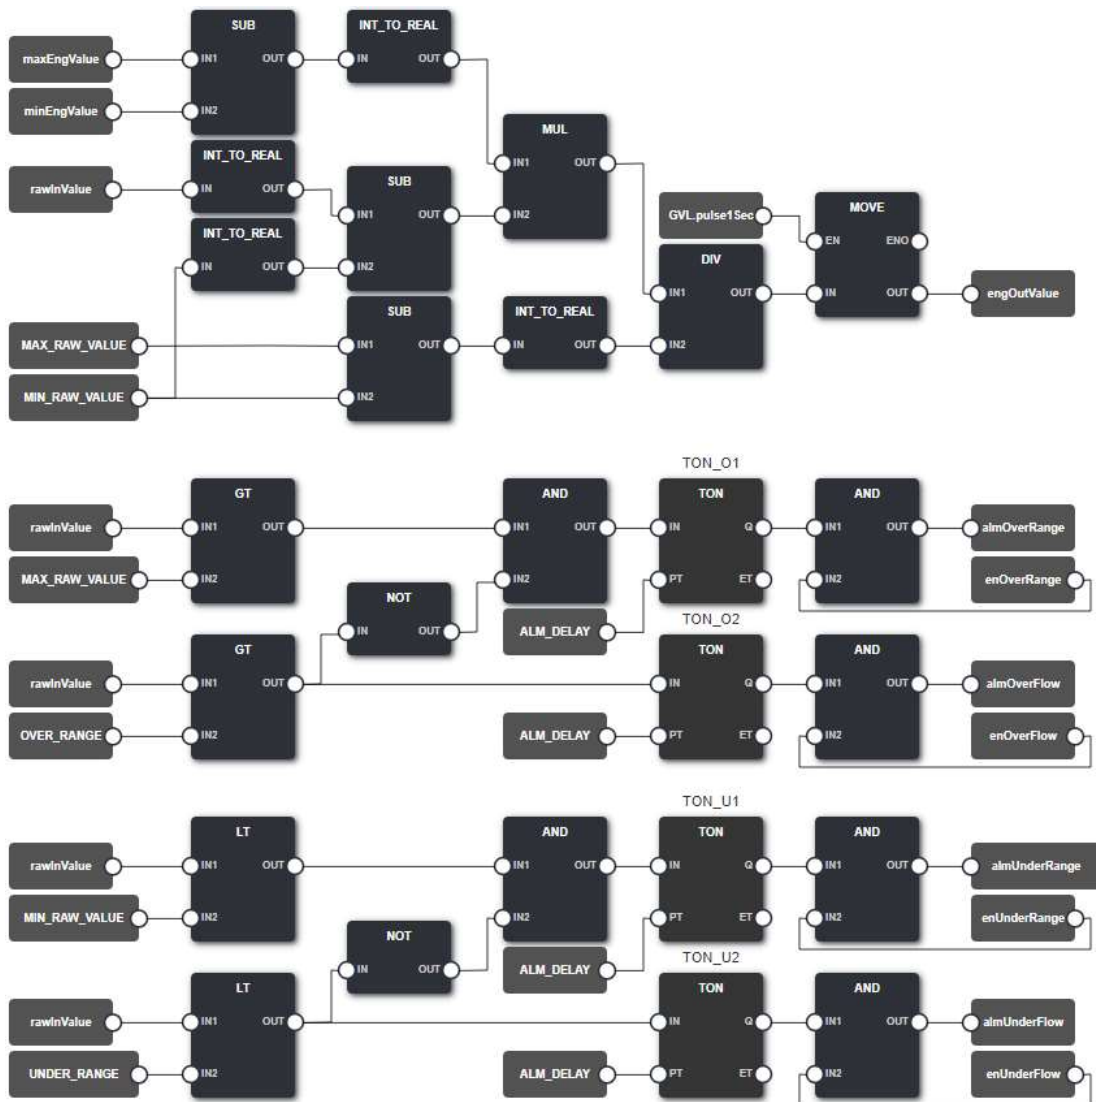 SUB
INT_TO_REAL
maxEngValue
IN1
OUT
IN
OUT
minEngValue
IN2
MUL
INT_TO_REAL
rawInValue
IN
OUT
SUB
IN1
OUT
IN1
OUT
IN2
GVL.pulse1Sec
MOVE
INT_TO_REAL
EN
ENO
IN
OUT
IN2
DIV
IN1
OUT
IN
OUT
engOutValue
SUB
INT_TO_REAL
MAX_RAW_VALUE
IN1
OUT
IN
OUT
IN2
MIN_RAW_VALUE
IN2
TON_O1
GT
AND
TON
AND
rawInValue
IN1
OUT
IN1
OUT
IN
Q
IN1
OUT
almOverRange
MAX_RAW_VALUE
IN2
IN2
PT
ET
IN2
enOverRange
NOT
TON_O2
IN
OUT
ALM_DELAY
GT
TON
AND
rawInValue
IN1
OUT
IN
Q
IN1
OUT
almOverFlow
OVER_RANGE
IN2
ALM_DELAY
PT
ET
IN2
enOverFlow
TON_U1
LT
AND
TON
AND
rawInValue
IN1
OUT
IN1
OUT
IN
Q
IN1
OUT
almUnderRange
MIN_RAW_VALUE
IN2
IN2
PT
ET
IN2
enUnderRange
NOT
TON_U2
IN
OUT
ALM_DELAY
LT
TON
AND
rawInValue
IN1
OUT
IN
Q
IN1
OUT
almUnderFlow
UNDER_RANGE
IN2
ALM_DELAY
PT
ET
IN2
enUnderFlow